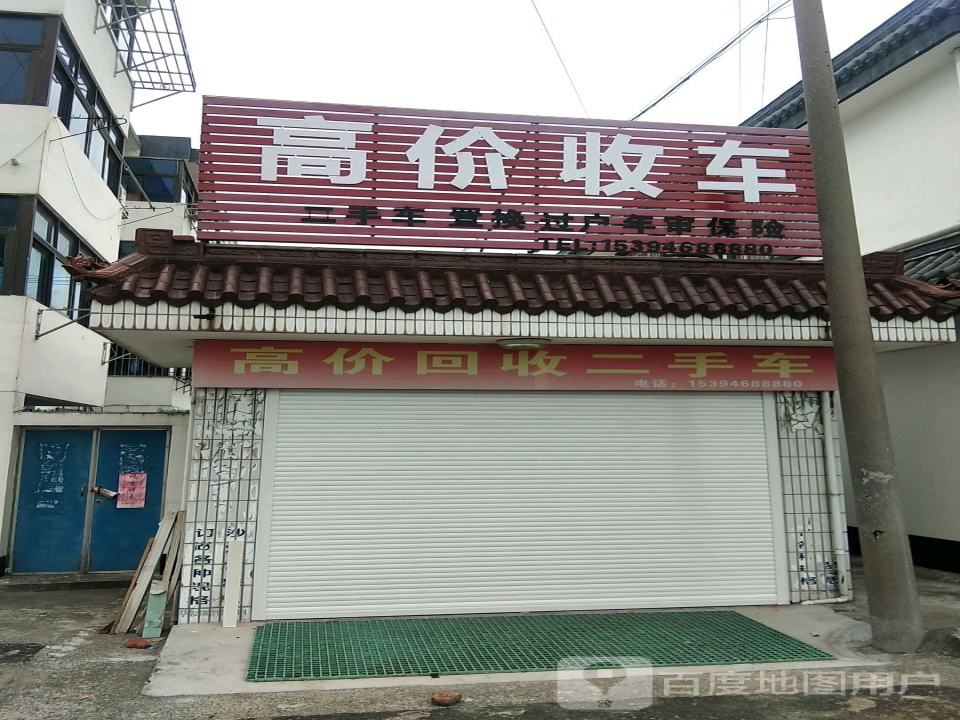 高价收车
二手车 置换 过户 年审 保险
TEL:15394688880
高价回收二手车
电话：15394688880
百度地图用户